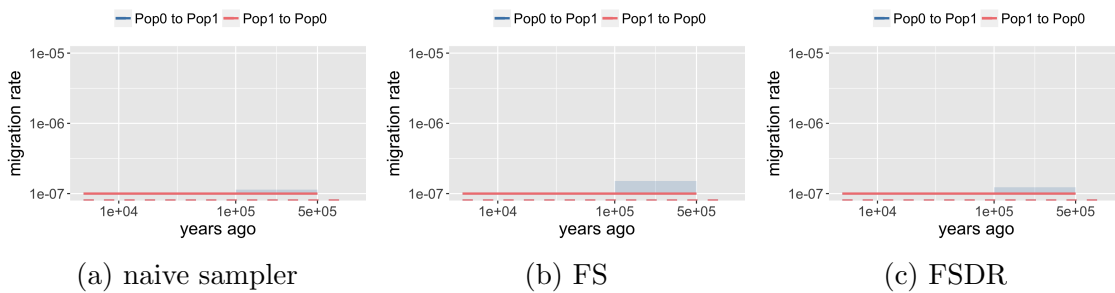 Pop0 to Pop1 Pop1 to Pop0
1e-05
1e-06
1e-07
migration rate
1e+04 1e+05 5e+05
years ago
(a) naive sampler
Pop0 to Pop1 Pop1 to Pop0
1e-05
1e-06
1e-07
migration rate
1e+04 1e+05 5e+05
years ago
(b) FS
Pop0 to Pop1 Pop1 to Pop0
1e-05
1e-06
1e-07
migration rate
1e+04 1e+05 5e+05
years ago
(c) FSDR